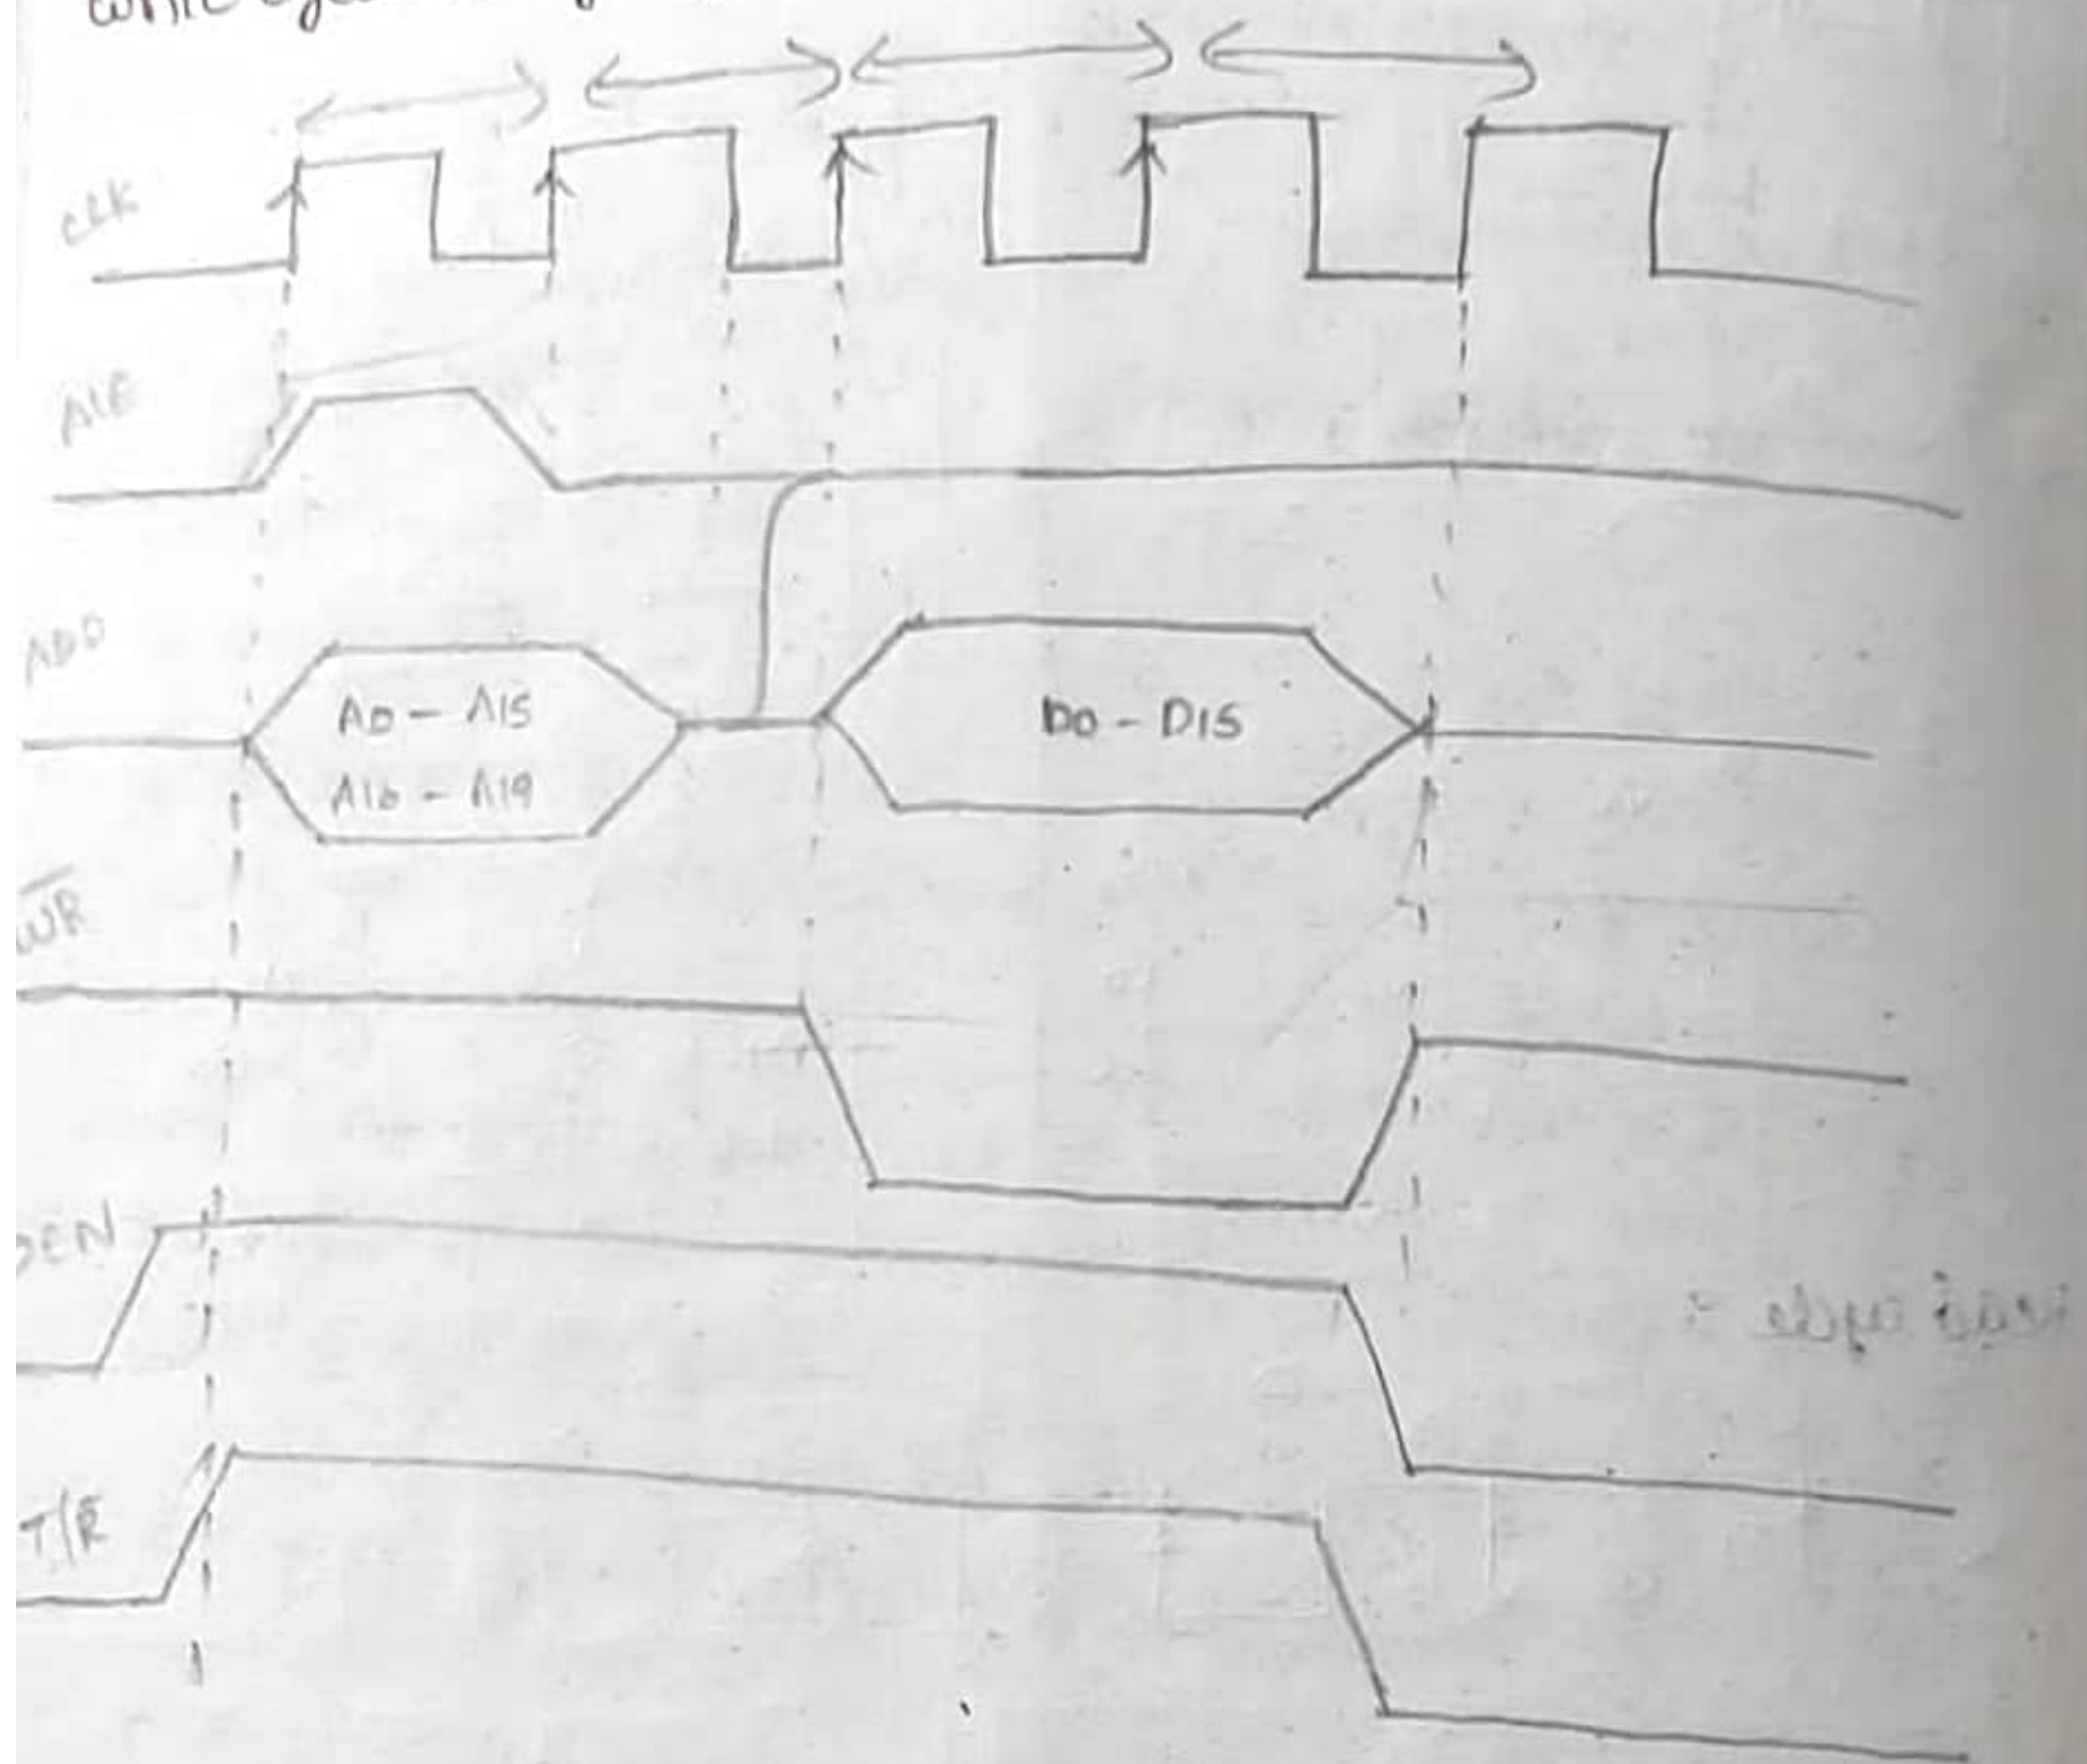 CLK
ALE
ADD
A0 - A15
D0 - D15
A16 - A19
WR
DEN
T/R